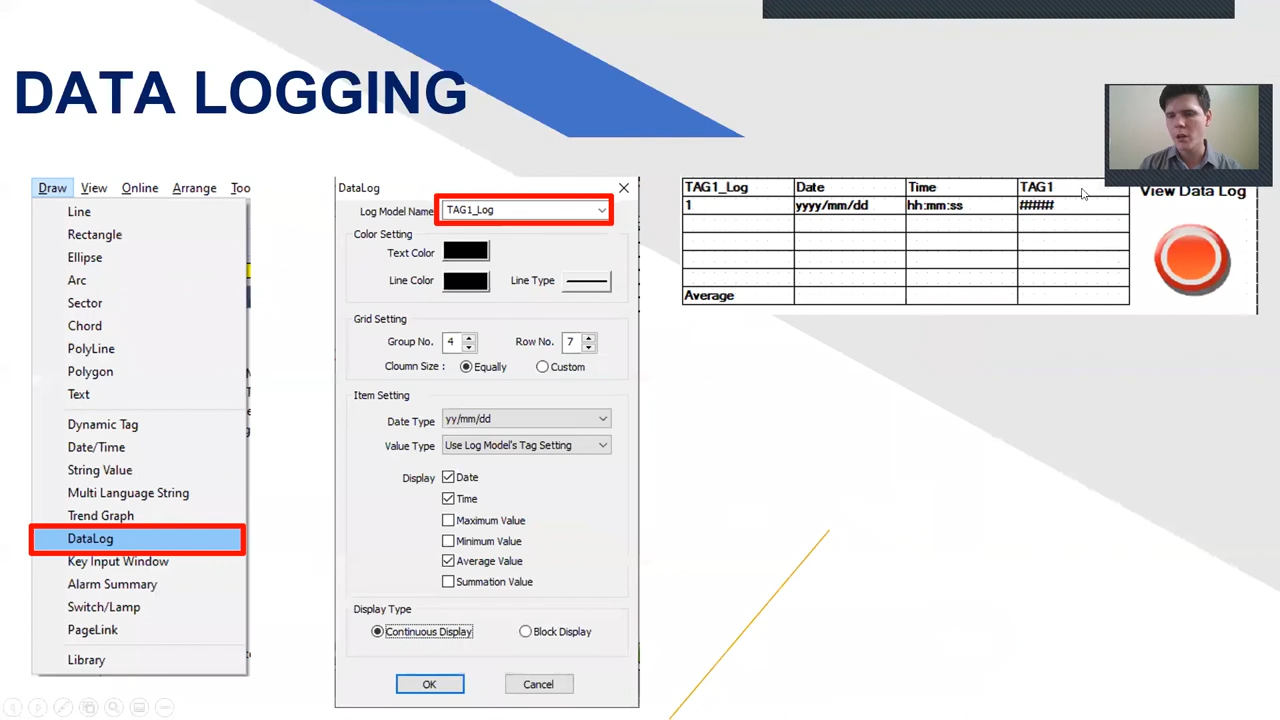 DATA LOGGING
Draw View Online Arrange Too
Line
Rectangle
Ellipse
Arc
Sector
Chord
PolyLine
Polygon
Text
Dynamic Tag
Date/Time
String Value
Multi Language String
Trend Graph
DataLog
Key Input Window
Alarm Summary
Switch/Lamp
PageLink
Library
DataLog
Log Model Name TAG1_Log
Color Setting
Text Color
Line Color Line Type
Grid Setting
Group No. 4 Row No. 7
Cloumn Size : Equally Custom
Item Setting
Date Type yy/mm/dd
Value Type Use Log Model's Tag Setting
Display Date
Time
Maximum Value
Minimum Value
Average Value
Summation Value
Display Type
Continuous Display Block Display
OK Cancel
TAG1_Log Date Time TAG1
1 yyyy/mm/dd hh:mm:ss #####
Average
View Data Log